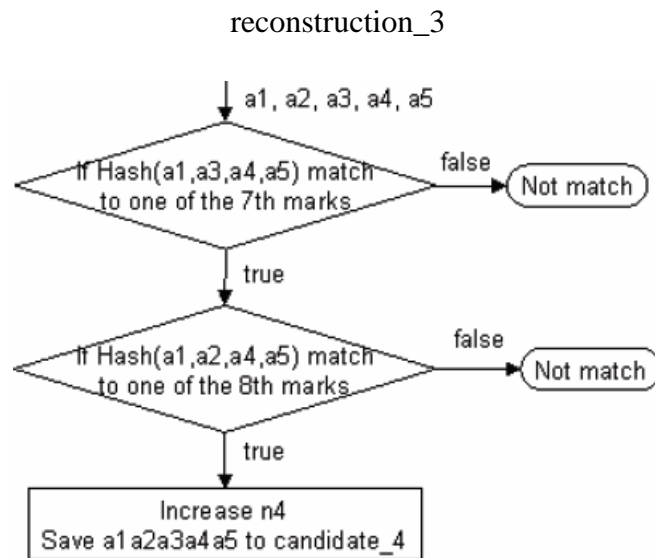 reconstruction_3
a1, a2, a3, a4, a5
If Hash(a1,a3,a4,a5) match
to one of the 7th marks
false
Not match
true
If Hash(a1,a2,a4,a5) match
to one of the 8th marks
false
Not match
true
Increase n4
Save a1a2a3a4a5 to candidate_4